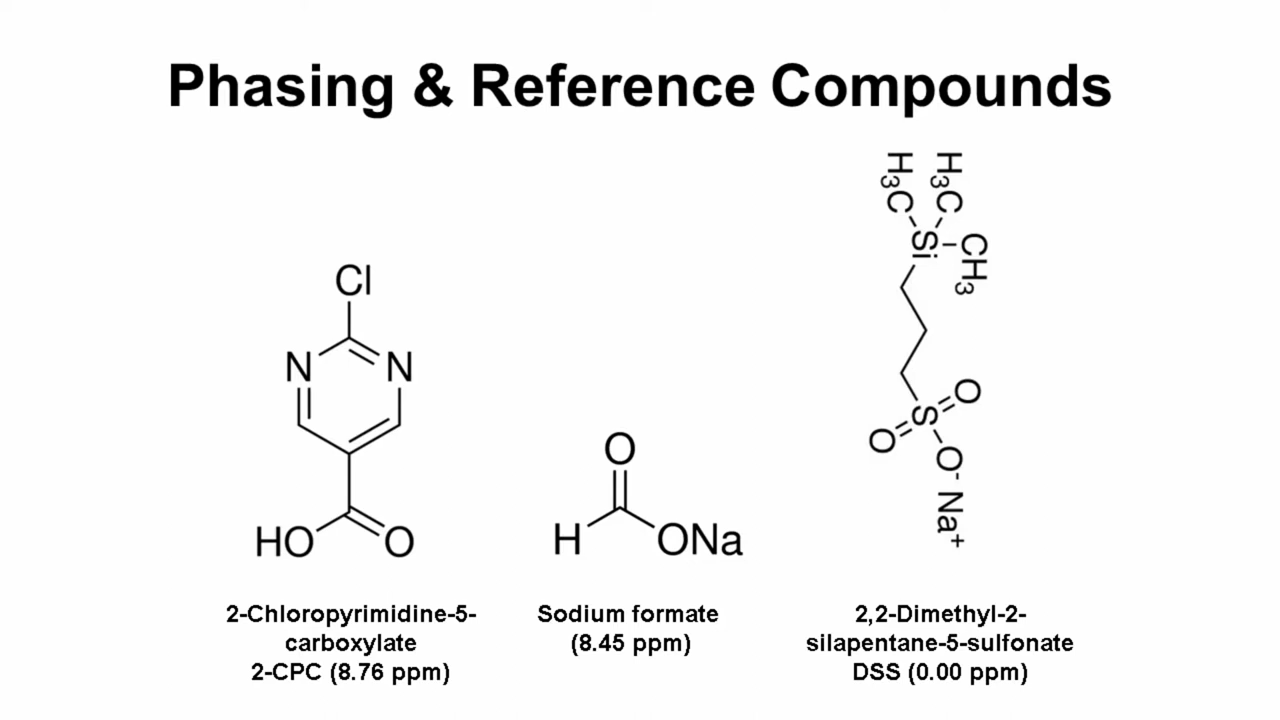 Phasing & Reference Compounds
H3C
H3C
Si
CH3
Cl
N
N
O
S
O
O
O- Na+
H
ONa
HO
O
2-Chloropyrimidine-5-
carboxylate
2-CPC (8.76 ppm)
Sodium formate
(8.45 ppm)
2,2-Dimethyl-2-
silapentane-5-sulfonate
DSS (0.00 ppm)